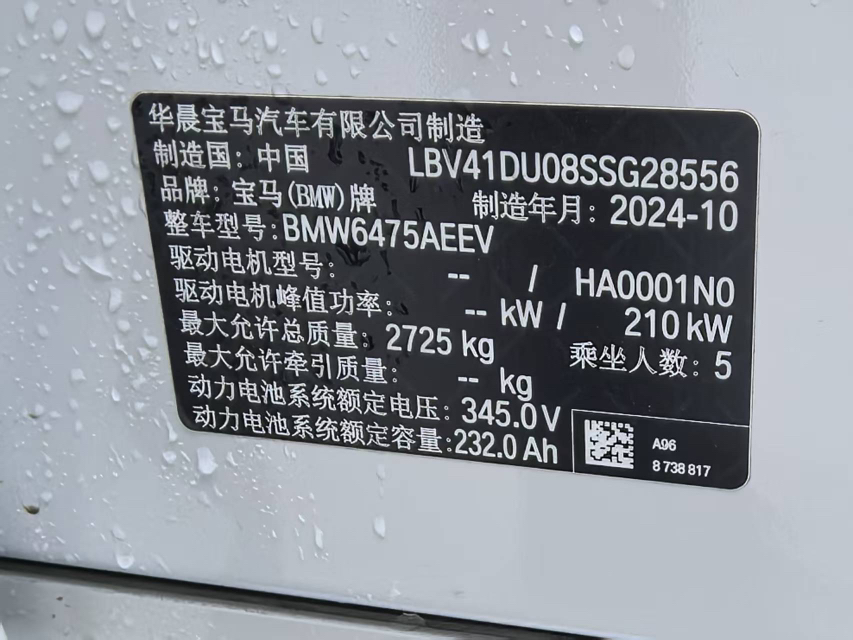 华晨宝马汽车有限公司制造
制造国：中国 LBV41DU08SSG28556
品牌：宝马(BMW)牌 制造年月：2024-10
整车型号：BMW6475AEEV
驱动电机型号： -- / HA0001N0
驱动电机峰值功率： -- kW / 210 kW
最大允许总质量：2725 kg 乘坐人数：5
最大允许牵引质量： -- kg
动力电池系统额定电压：345.0V
动力电池系统额定容量：232.0 Ah
A96
8 738 817